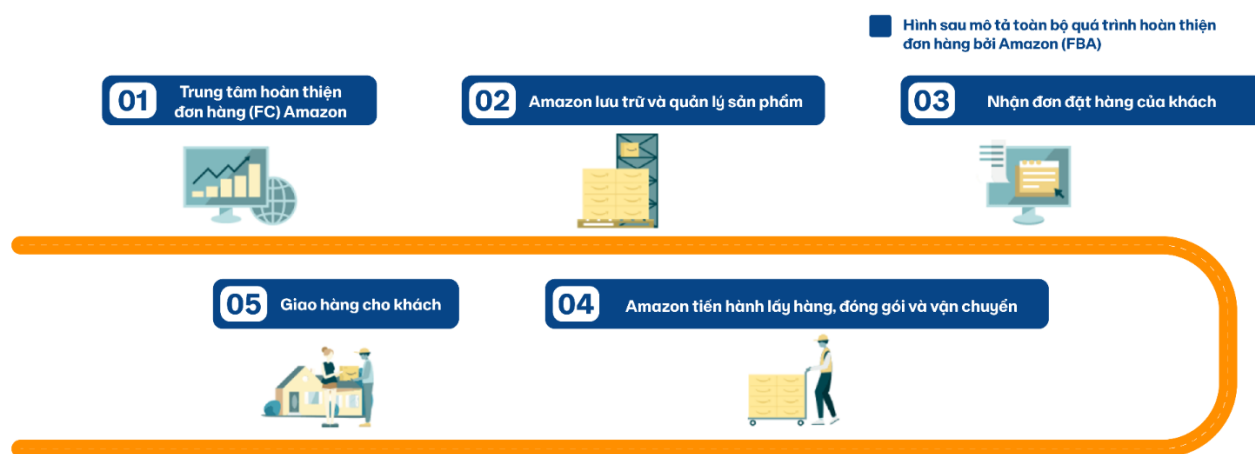 Hình sau mô tả toàn bộ quá trình hoàn thiện
đơn hàng bởi Amazon (FBA)
01
Trung tâm hoàn thiện
đơn hàng (FC) Amazon
02
Amazon lưu trữ và quản lý sản phẩm
03
Nhận đơn đặt hàng của khách
05
Giao hàng cho khách
04
Amazon tiến hành lấy hàng, đóng gói và vận chuyển